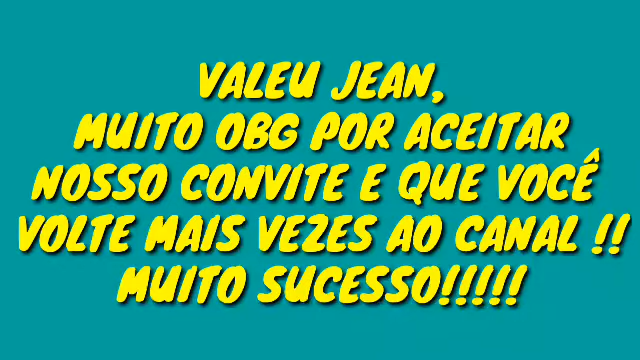 VALEU JEAN,
MUITO OBG POR ACEITAR
NOSSO CONVITE E QUE VOCÊ
VOLTE MAIS VEZES AO CANAL !!
MUITO SUCESSO!!!!!